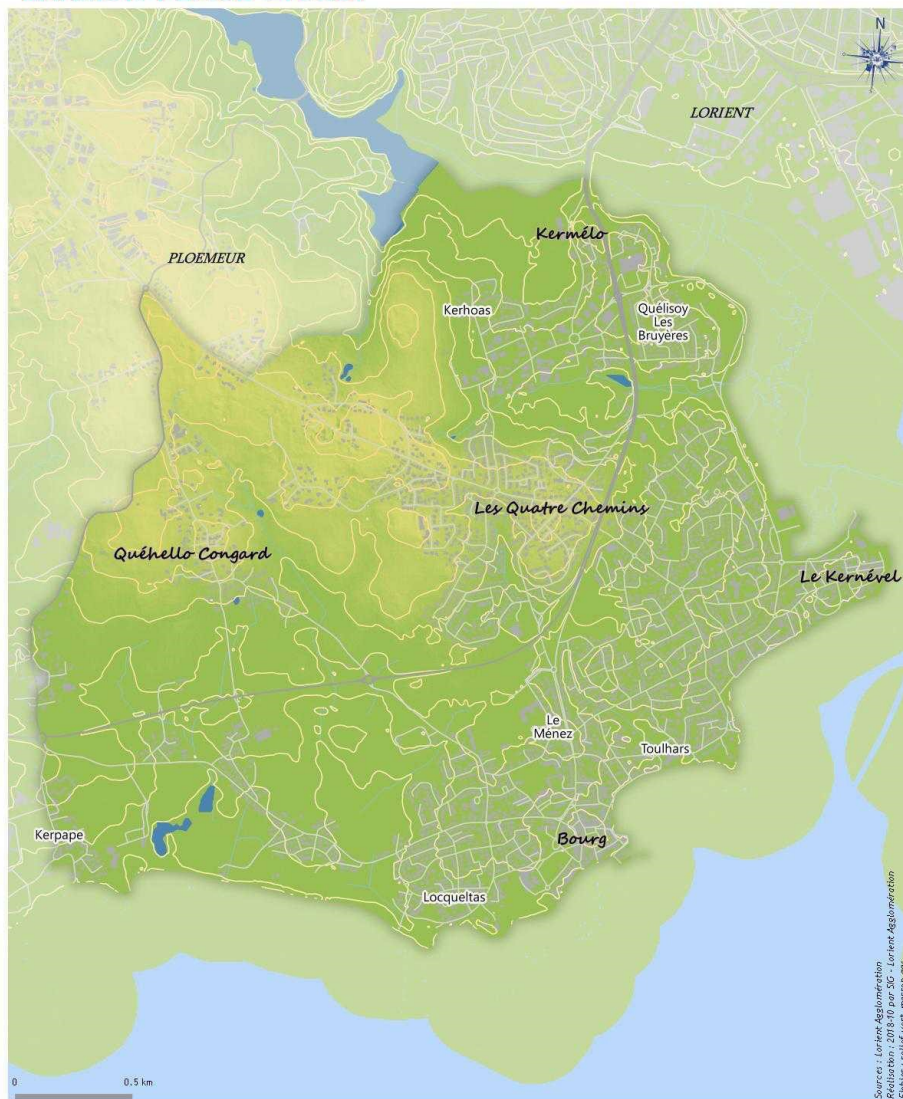 N
LORIENT
PLOEMEUR
Kermélo
Kerhoas
Quélisoy
Les
Bruyères
Les Quatre Chemins
Quéhello Congard
Le Kernével
Le
Ménez
Toulhars
Kerpape
Bourg
Locqueltas
0
0.5 km
Sources : Lorient Agglomération
Réalisation : 2018-10 par SIG - Lorient Agglomération